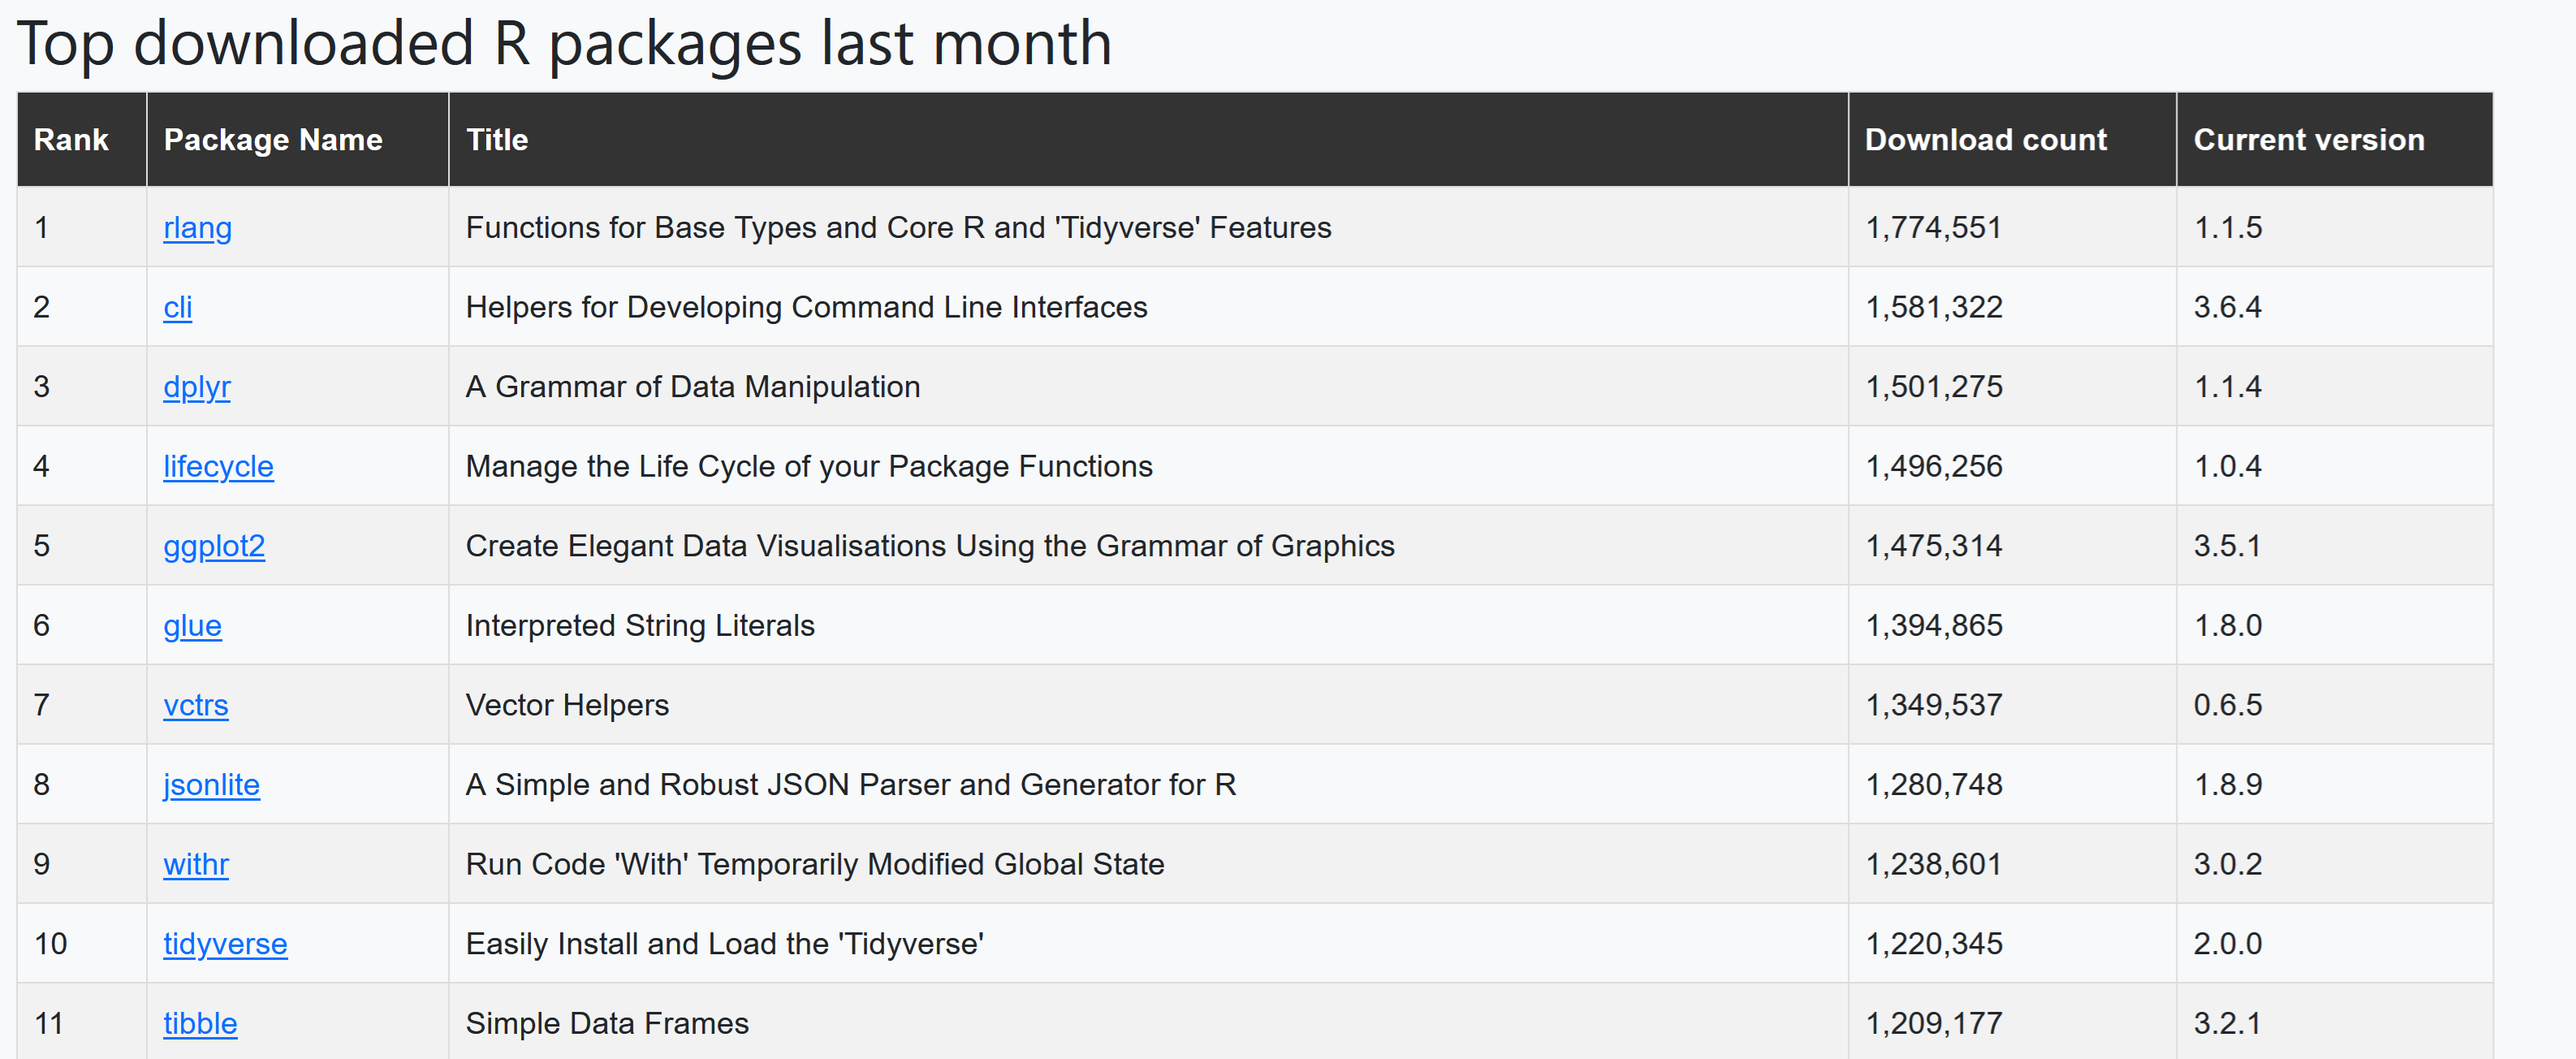 Top downloaded R packages last month
Rank Package Name Title Download count Current version
1 rlang Functions for Base Types and Core R and 'Tidyverse' Features 1,774,551 1.1.5
2 cli Helpers for Developing Command Line Interfaces 1,581,322 3.6.4
3 dplyr A Grammar of Data Manipulation 1,501,275 1.1.4
4 lifecycle Manage the Life Cycle of your Package Functions 1,496,256 1.0.4
5 ggplot2 Create Elegant Data Visualisations Using the Grammar of Graphics 1,475,314 3.5.1
6 glue Interpreted String Literals 1,394,865 1.8.0
7 vctrs Vector Helpers 1,349,537 0.6.5
8 jsonlite A Simple and Robust JSON Parser and Generator for R 1,280,748 1.8.9
9 withr Run Code 'With' Temporarily Modified Global State 1,238,601 3.0.2
10 tidyverse Easily Install and Load the 'Tidyverse' 1,220,345 2.0.0
11 tibble Simple Data Frames 1,209,177 3.2.1